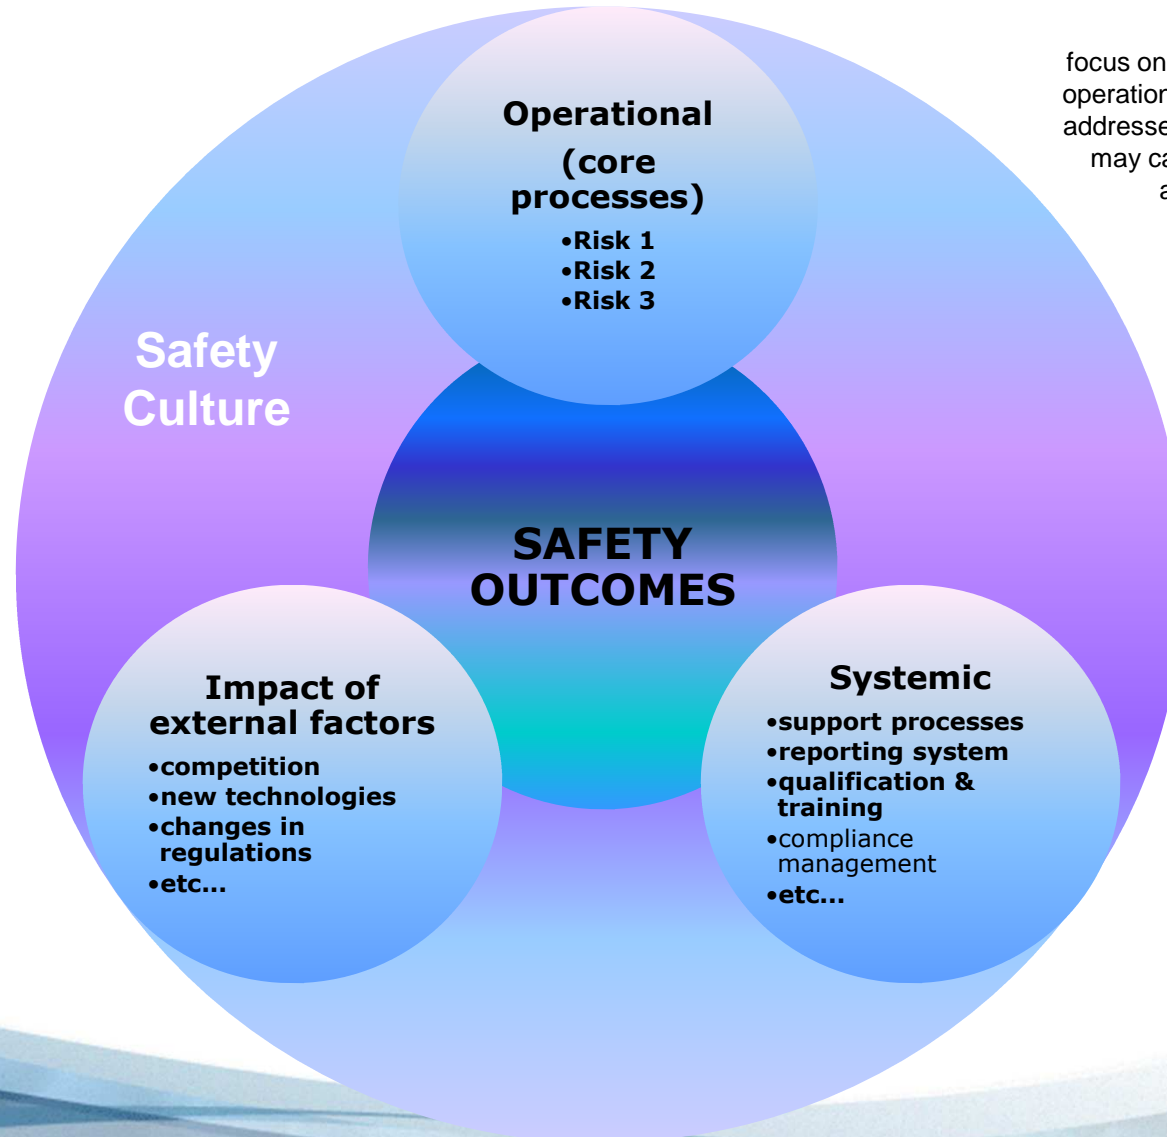 focus on
operation
addresse
may ca
a
Operational
(core
processes)
•Risk 1
•Risk 2
•Risk 3
Safety
Culture
SAFETY
OUTCOMES
Impact of
external factors
•competition
•new technologies
•changes in
regulations
•etc...
Systemic
•support processes
•reporting system
•qualification &
training
•compliance
management
•etc...